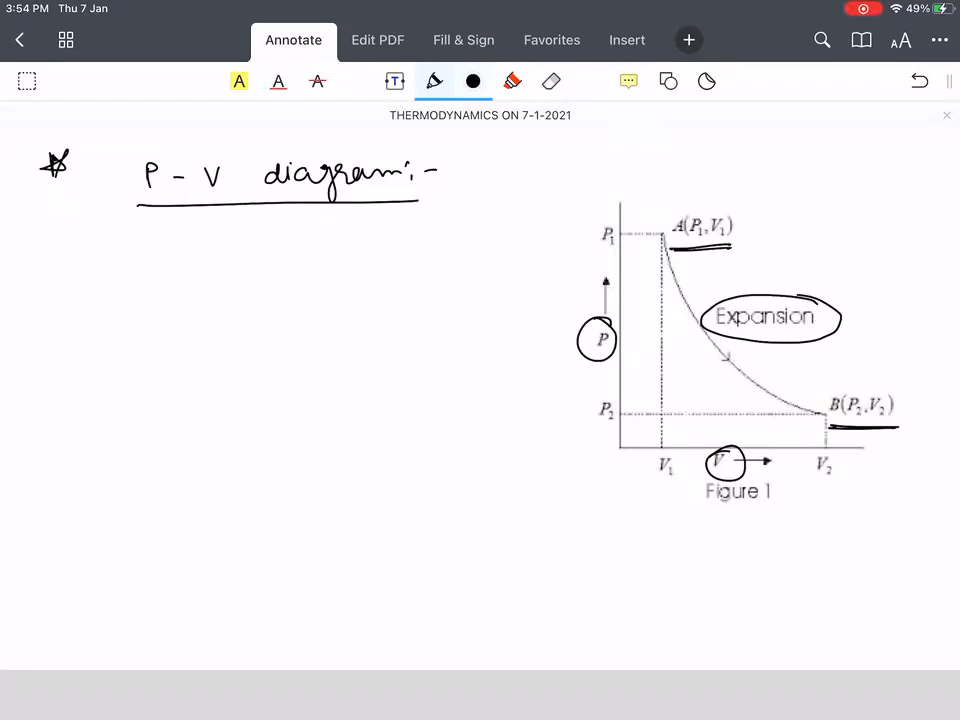 3:54 PM Thu 7 Jan
49%
Annotate Edit PDF Fill & Sign Favorites Insert
THERMODYNAMICS ON 7-1-2021
P - V diagram:-
P₁
A(P₁,V₁)
Expansion
P
P₂
B(P₂,V₂)
V₁ V V₂
Figure 1